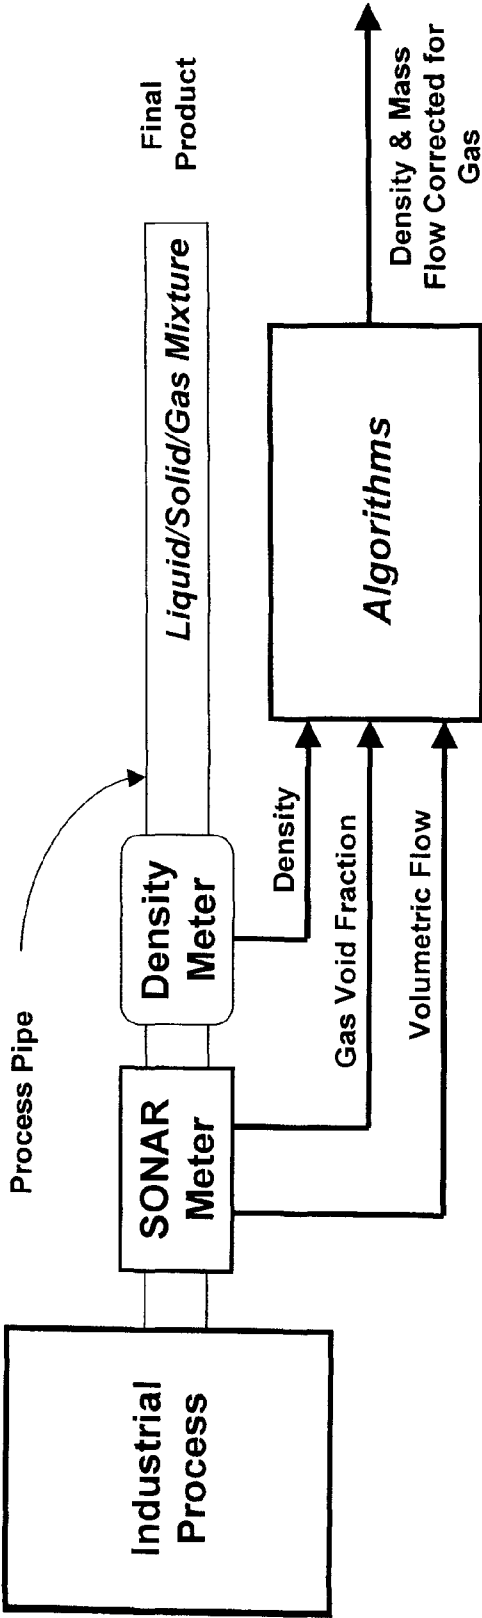 Process Pipe
Industrial
Process
SONAR
Meter
Density
Meter
Liquid/Solid/Gas Mixture
Final
Product
Density
Gas Void Fraction
Volumetric Flow
Algorithms
Density & Mass
Flow Corrected for
Gas